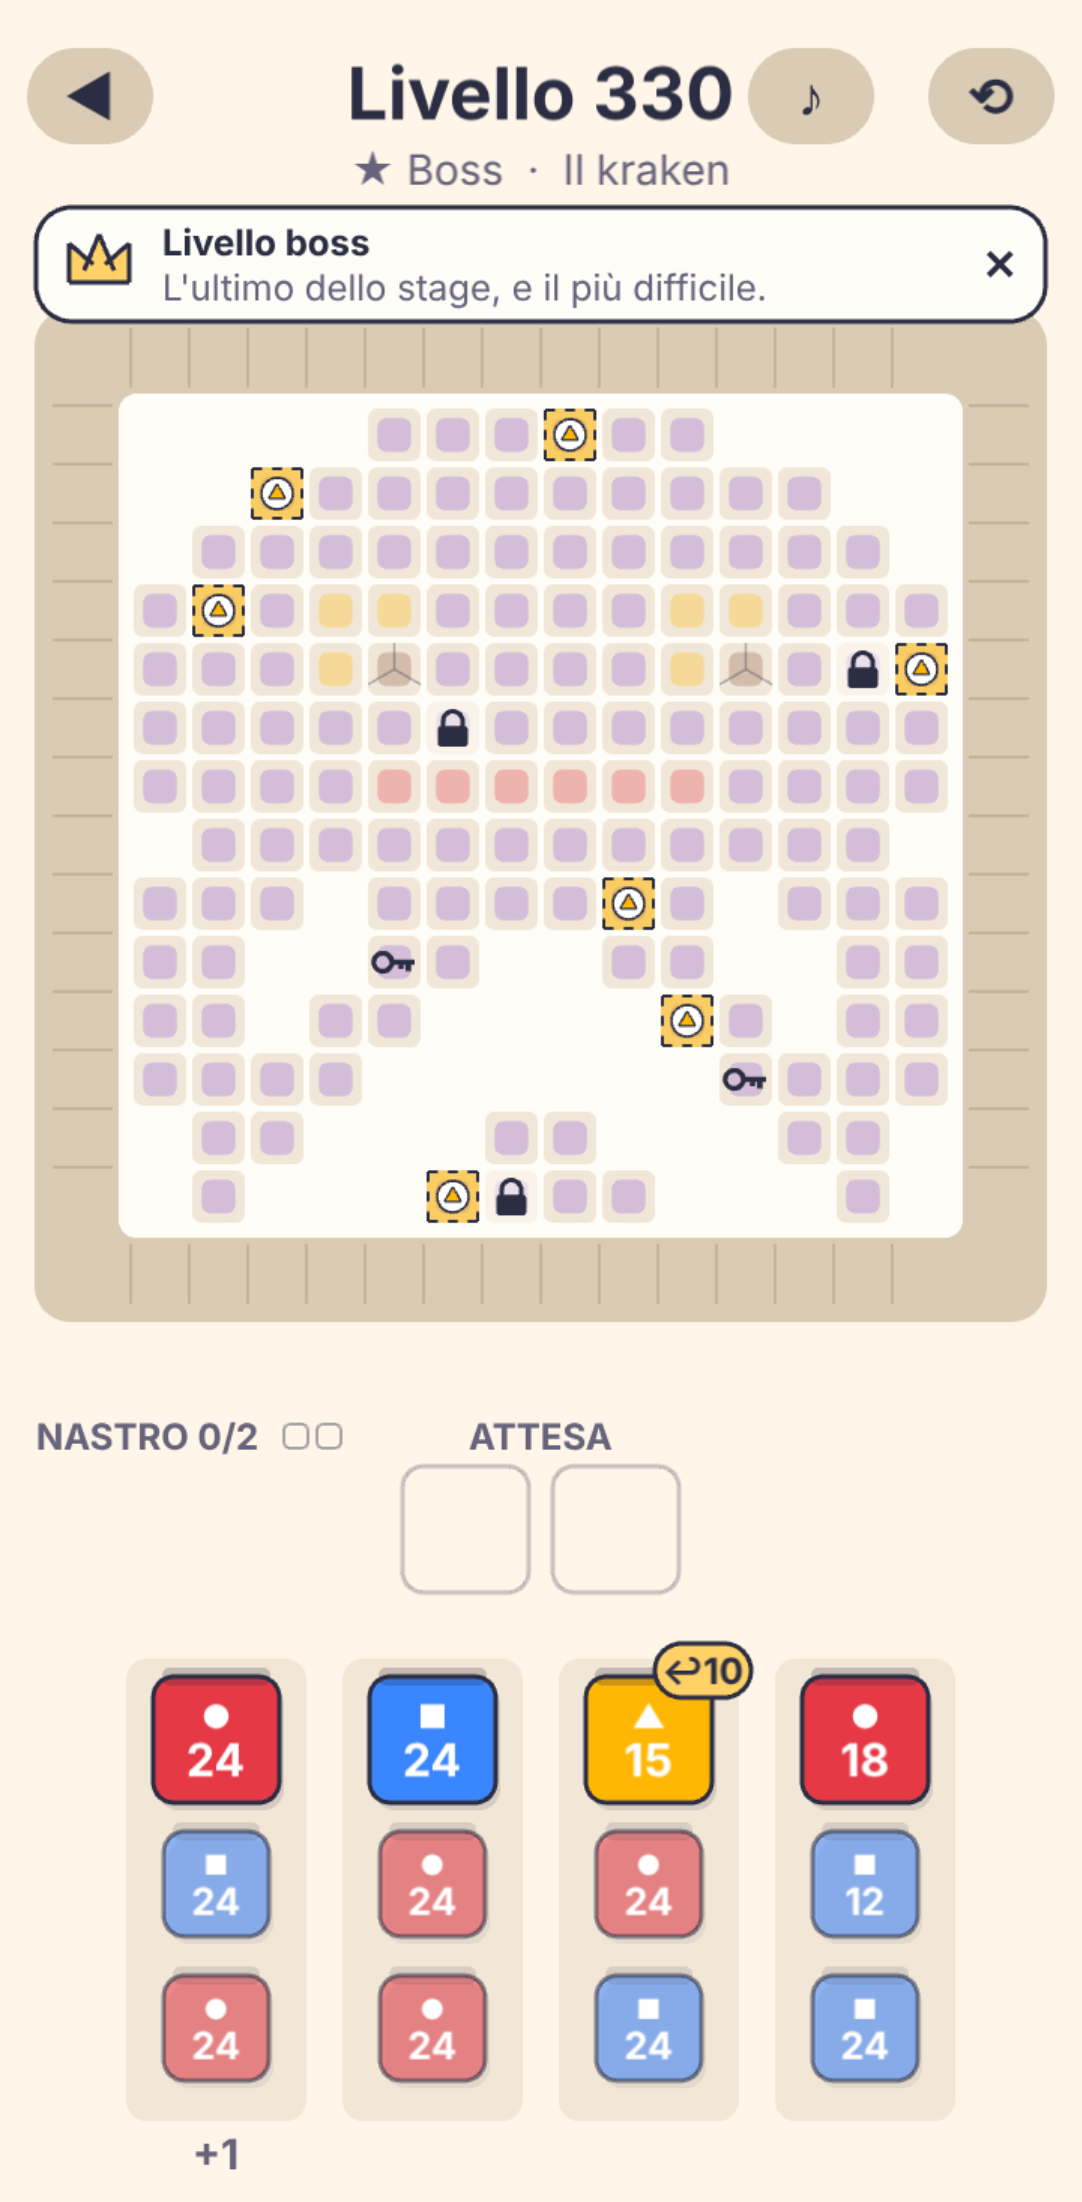 Livello 330
★ Boss · Il kraken
Livello boss
L'ultimo dello stage, e il più difficile.
NASTRO 0/2
ATTESA
10
24
24
15
18
24
24
24
12
24
24
24
24
+1